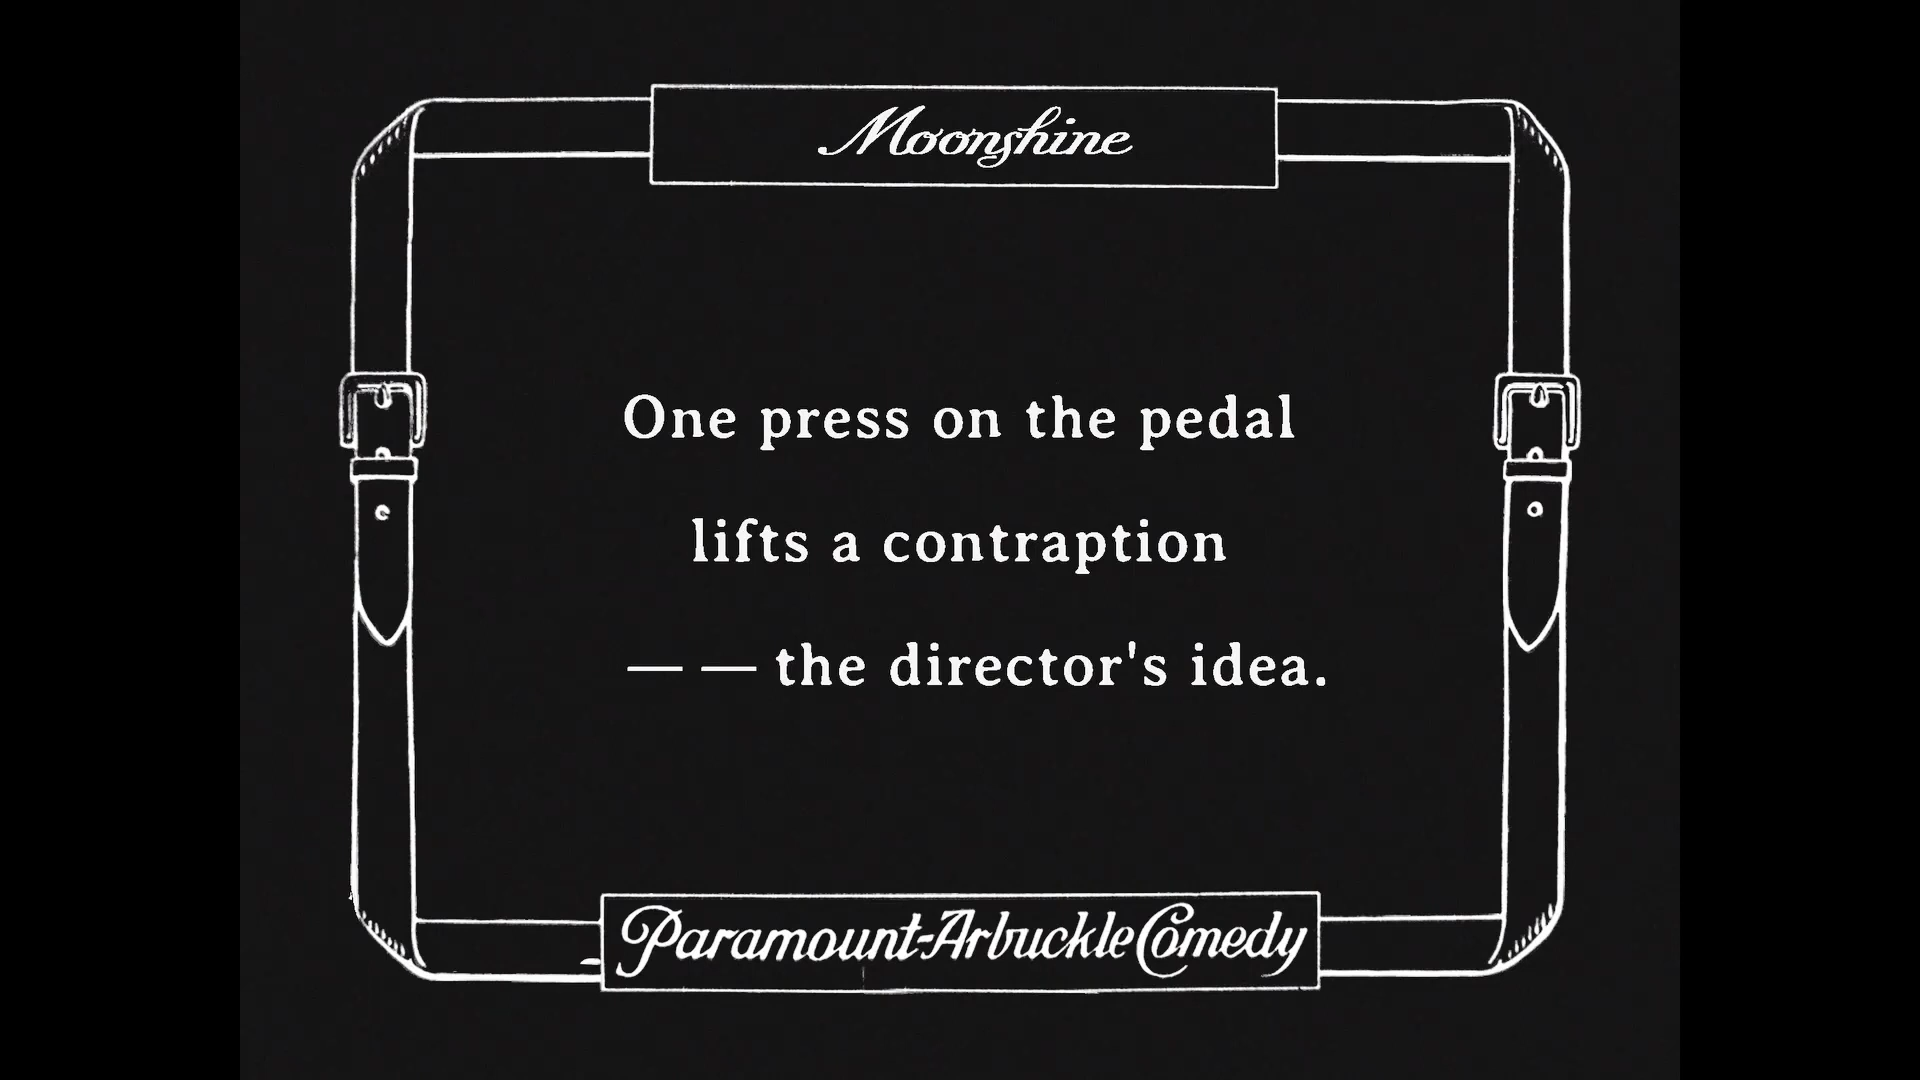 Moonshine
One press on the pedal
lifts a contraption
— — the director's idea.
Paramount-Arbuckle Comedy